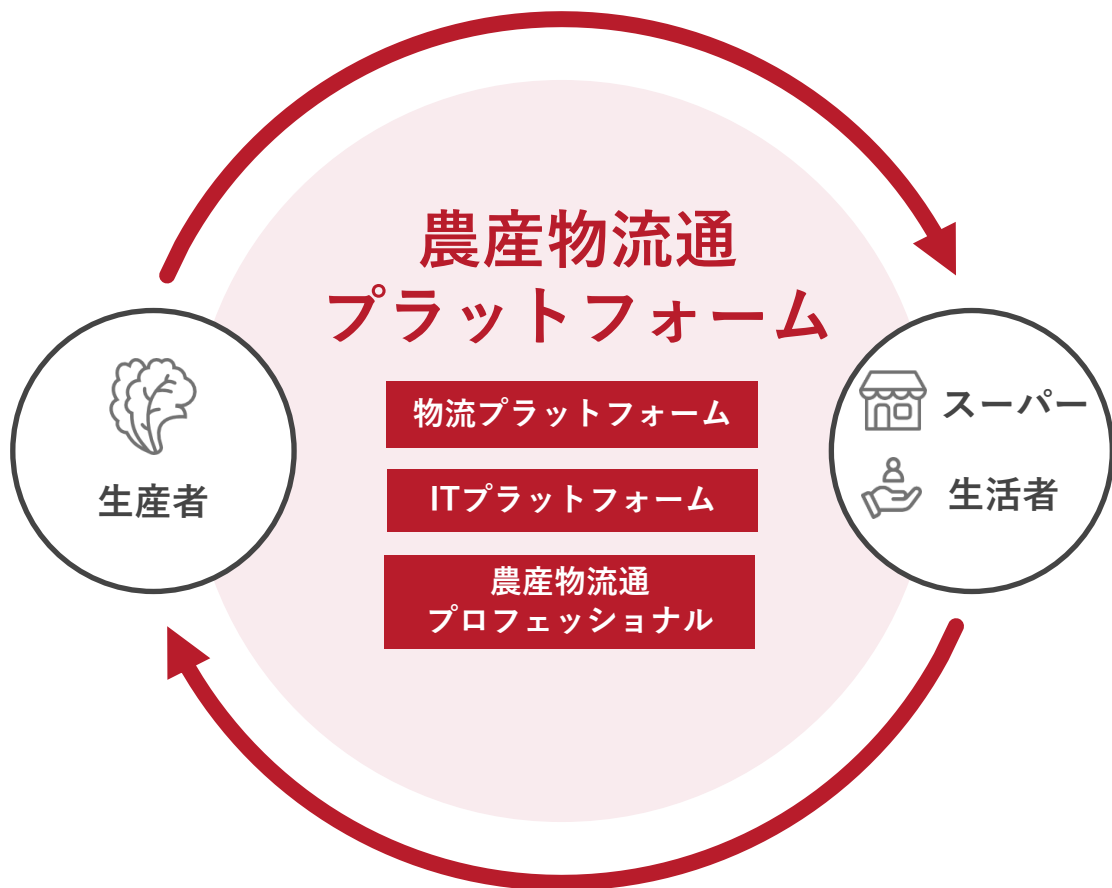 農産物流通
プラットフォーム
物流プラットフォーム
ITプラットフォーム
農産物流通
プロフェッショナル
生産者
スーパー
生活者